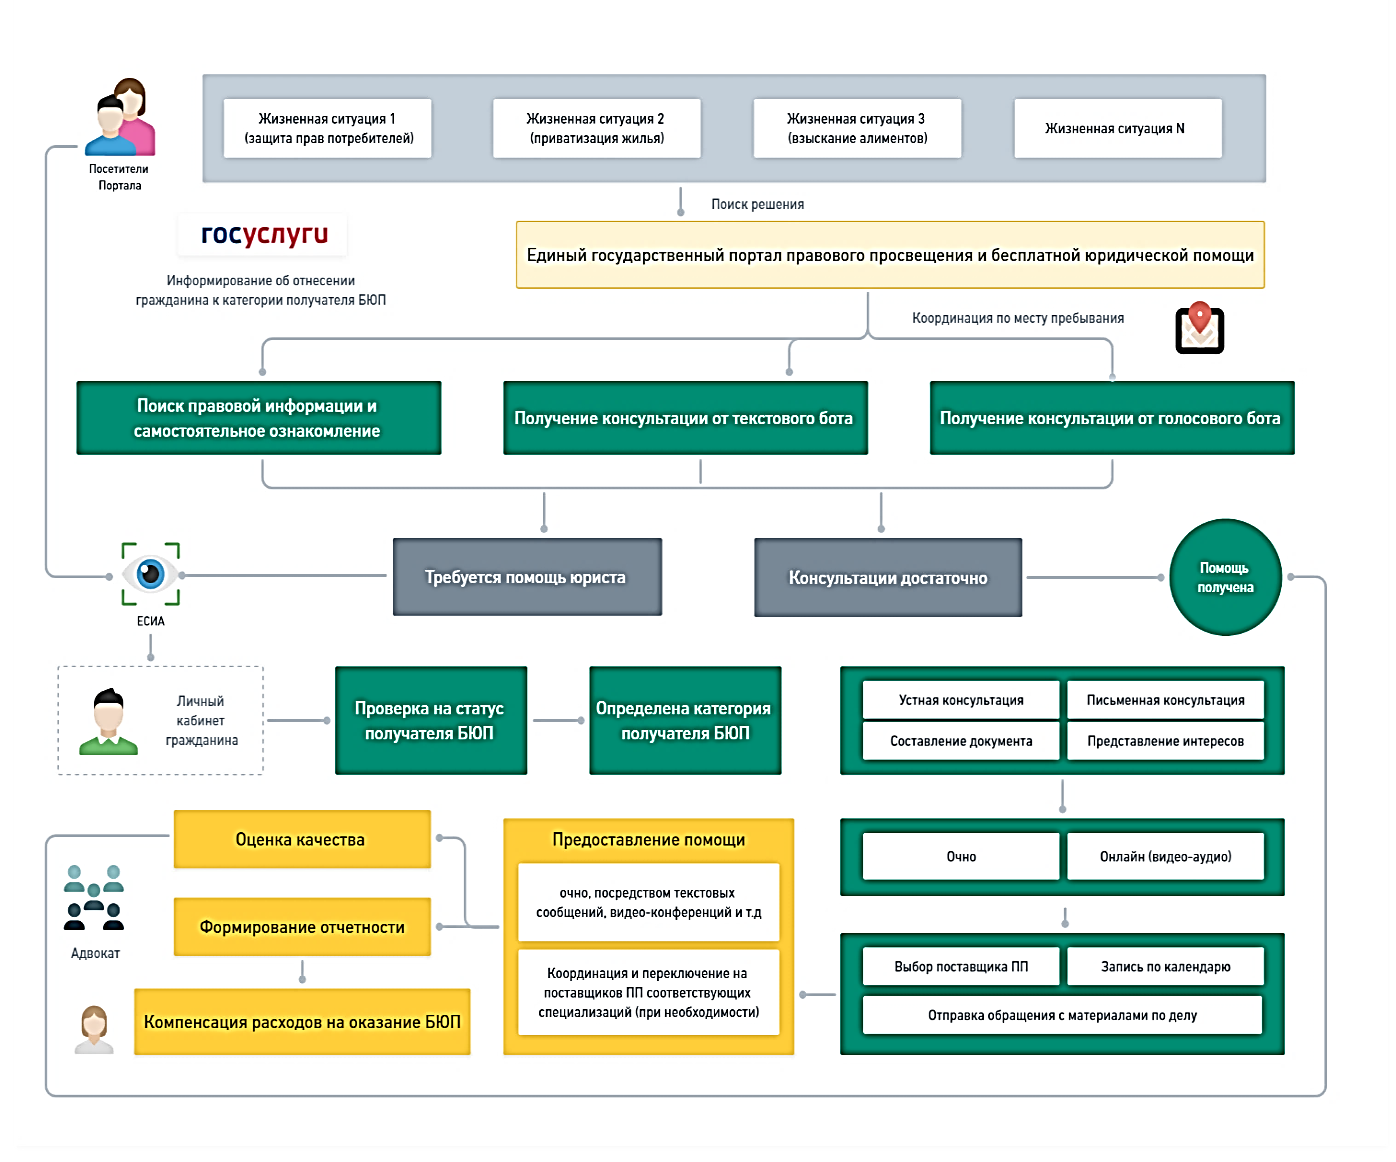 Посетители
Портала
Жизненная ситуация 1
(защита прав потребителей)
Жизненная ситуация 2
(приватизация жилья)
Жизненная ситуация 3
(взыскание алиментов)
Жизненная ситуация N
Поиск решения
госуслуги
Информирование об отнесении
гражданина к категории получателя БЮП
Единый государственный портал правового просвещения и бесплатной юридической помощи
Координация по месту пребывания
Поиск правовой информации и
самостоятельное ознакомление
Получение консультации от текстового бота
Получение консультации от голосового бота
ЕСИА
Требуется помощь юриста
Консультации достаточно
Помощь
получена
Личный
кабинет
гражданина
Проверка на статус
получателя БЮП
Определена категория
получателя БЮП
Устная консультация
Письменная консультация
Составление документа
Представление интересов
Оценка качества
Предоставление помощи
Очно
Онлайн (видео-аудио)
очно, посредством текстовых
сообщений, видео-конференций и т.д
Формирование отчетности
Адвокат
Выбор поставщика ПП
Запись по календарю
Координация и переключение на
поставщиков ПП соответствующих
специализаций (при необходимости)
Отправка обращения с материалами по делу
Компенсация расходов на оказание БЮП